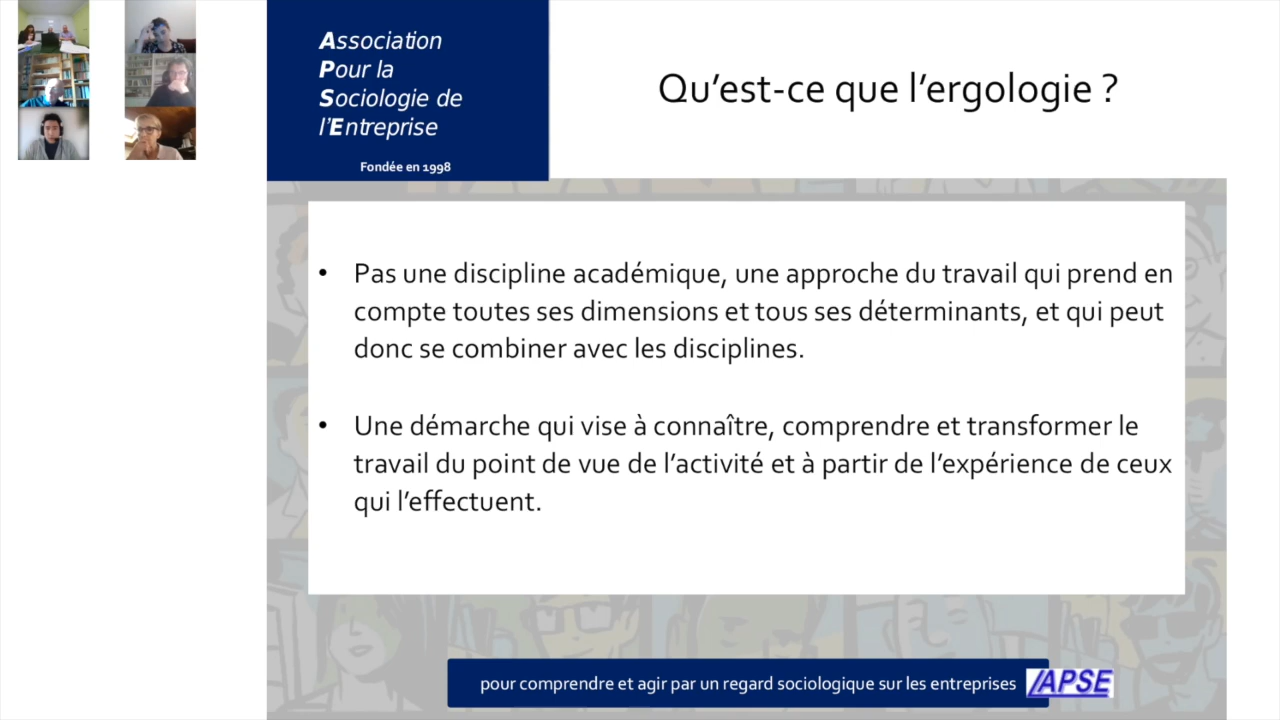 Association
Pour la
Sociologie de
l'Entreprise
Fondée en 1998
Qu'est-ce que l'ergologie ?
• Pas une discipline académique, une approche du travail qui prend en
compte toutes ses dimensions et tous ses déterminants, et qui peut
donc se combiner avec les disciplines.
• Une démarche qui vise à connaître, comprendre et transformer le
travail du point de vue de l'activité et à partir de l'expérience de ceux
qui l'effectuent.
pour comprendre et agir par un regard sociologique sur les entreprises
APSE